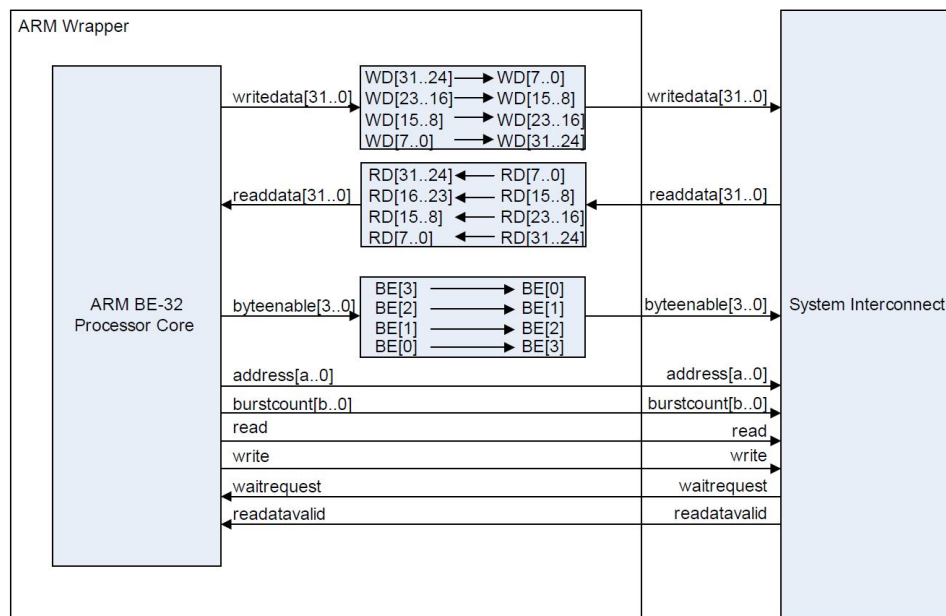 ARM Wrapper
WD[31..24] WD[7..0]
writedata[31..0] WD[23..16] WD[15..8] writedata[31..0]
WD[15..8] WD[23..16]
WD[7..0] WD[31..24]
RD[31..24] RD[7..0]
readdata[31..0] RD[16..23] RD[15..8] readdata[31..0]
RD[15..8] RD[23..16]
RD[7..0] RD[31..24]
BE[3] BE[0]
ARM BE-32
Processor Core
byteenable[3..0] BE[2] BE[1] byteenable[3..0]
System Interconnect
BE[1] BE[2]
BE[0] BE[3]
address[a..0] address[a..0]
burstcount[b..0] burstcount[b..0]
read read
write write
waitrequest waitrequest
readatavalid readatavalid